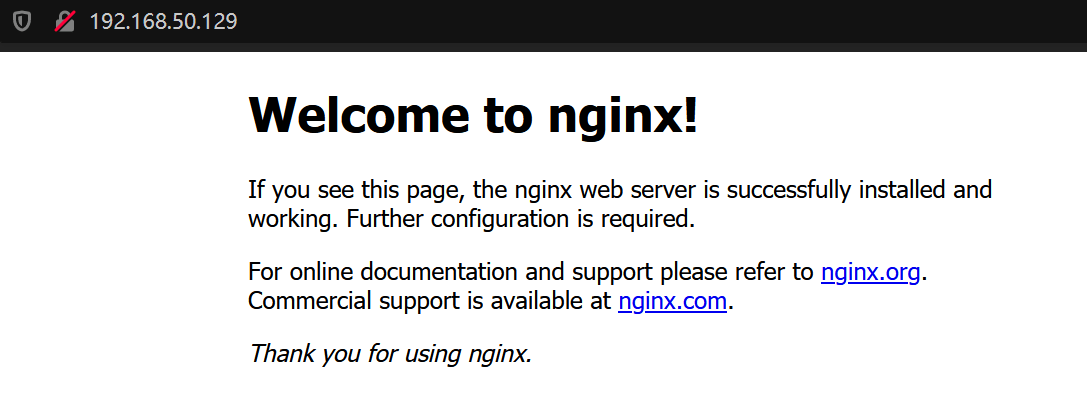 192.168.50.129
Welcome to nginx!
If you see this page, the nginx web server is successfully installed and
working. Further configuration is required.
For online documentation and support please refer to nginx.org.
Commercial support is available at nginx.com.
Thank you for using nginx.